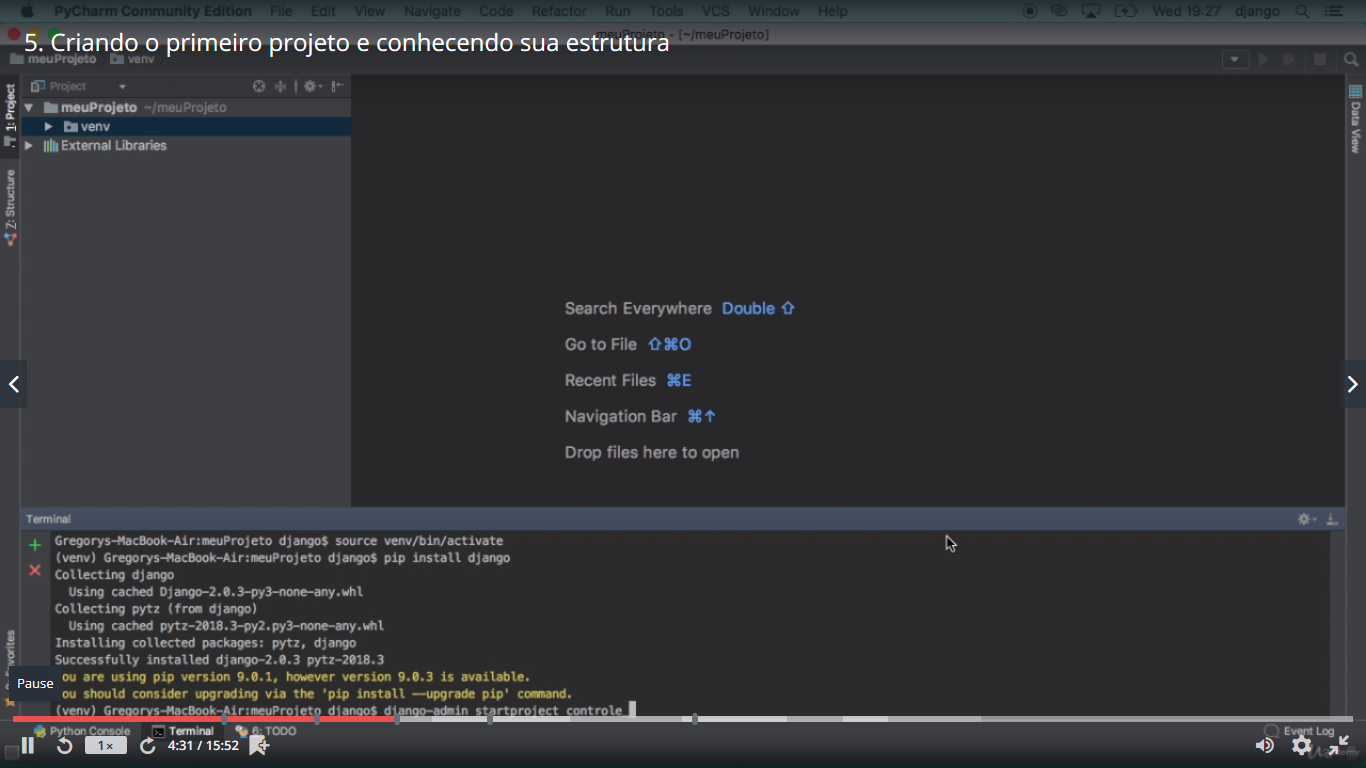 PyCharm Community Edition File Edit View Navigate Code Refactor Run Tools VCS Window Help Wed 19:27 django
5. Criando o primeiro projeto e conhecendo sua estrutura
meuProjeto - [~/meuProjeto]
meuProjeto venv
1: Project
Project
meuProjeto ~/meuProjeto
venv
External Libraries
Z: Structure
Data View
Search Everywhere Double ⇧
Go to File ⇧⌘O
Recent Files ⌘E
Navigation Bar ⌘↑
Drop files here to open
Terminal
Gregorys-MacBook-Air:meuProjeto django$ source venv/bin/activate
(venv) Gregorys-MacBook-Air:meuProjeto django$ pip install django
Collecting django
Using cached Django-2.0.3-py3-none-any.whl
Collecting pytz (from django)
Using cached pytz-2018.3-py2.py3-none-any.whl
Installing collected packages: pytz, django
Successfully installed django-2.0.3 pytz-2018.3
ou are using pip version 9.0.1, however version 9.0.3 is available.
ou should consider upgrading via the 'pip install --upgrade pip' command.
(venv) Gregorys-MacBook-Air:meuProjeto django$ django-admin startproject controle_
Pause
Python Console Terminal 6: TODO Event Log
1× 4:31 / 15:52